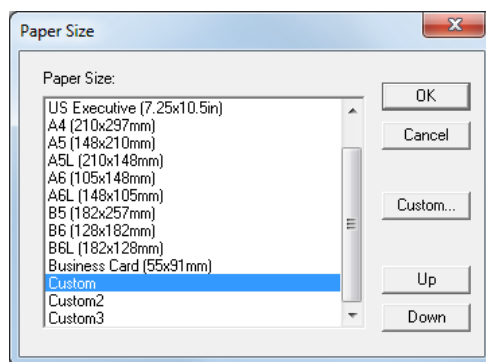 Paper Size
Paper Size:
US Executive (7.25x10.5in)
A4 (210x297mm)
A5 (148x210mm)
A5L (210x148mm)
A6 (105x148mm)
A6L (148x105mm)
B5 (182x257mm)
B6 (128x182mm)
B6L (182x128mm)
Business Card (55x91mm)
Custom
Custom2
Custom3
OK
Cancel
Custom...
Up
Down